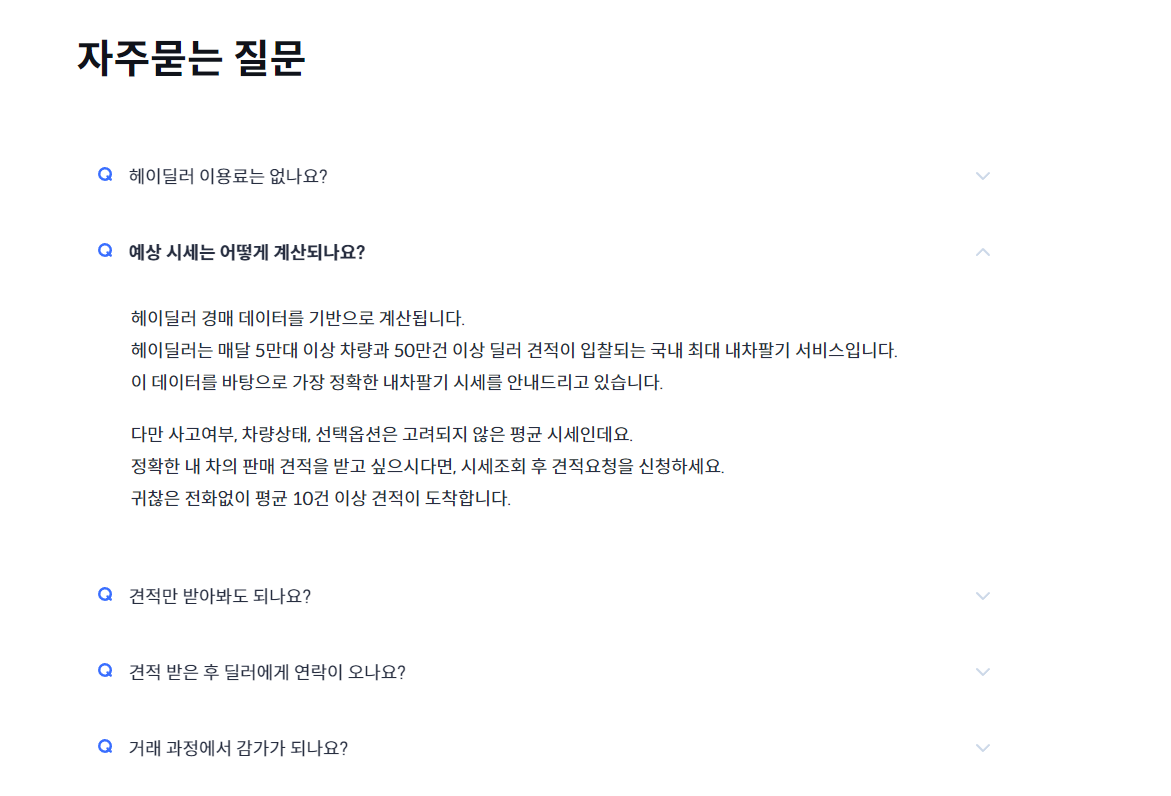 자주묻는 질문
Q 헤이딜러 이용료는 없나요?
Q 예상 시세는 어떻게 계산되나요?
헤이딜러 경매 데이터를 기반으로 계산됩니다.
헤이딜러는 매달 5만대 이상 차량과 50만건 이상 딜러 견적이 입찰되는 국내 최대 내차팔기 서비스입니다.
이 데이터를 바탕으로 가장 정확한 내차팔기 시세를 안내드리고 있습니다.
다만 사고여부, 차량상태, 선택옵션은 고려되지 않은 평균 시세인데요.
정확한 내 차의 판매 견적을 받고 싶으시다면, 시세조회 후 견적요청을 신청하세요.
귀찮은 전화없이 평균 10건 이상 견적이 도착합니다.
Q 견적만 받아봐도 되나요?
Q 견적 받은 후 딜러에게 연락이 오나요?
Q 거래 과정에서 감가가 되나요?